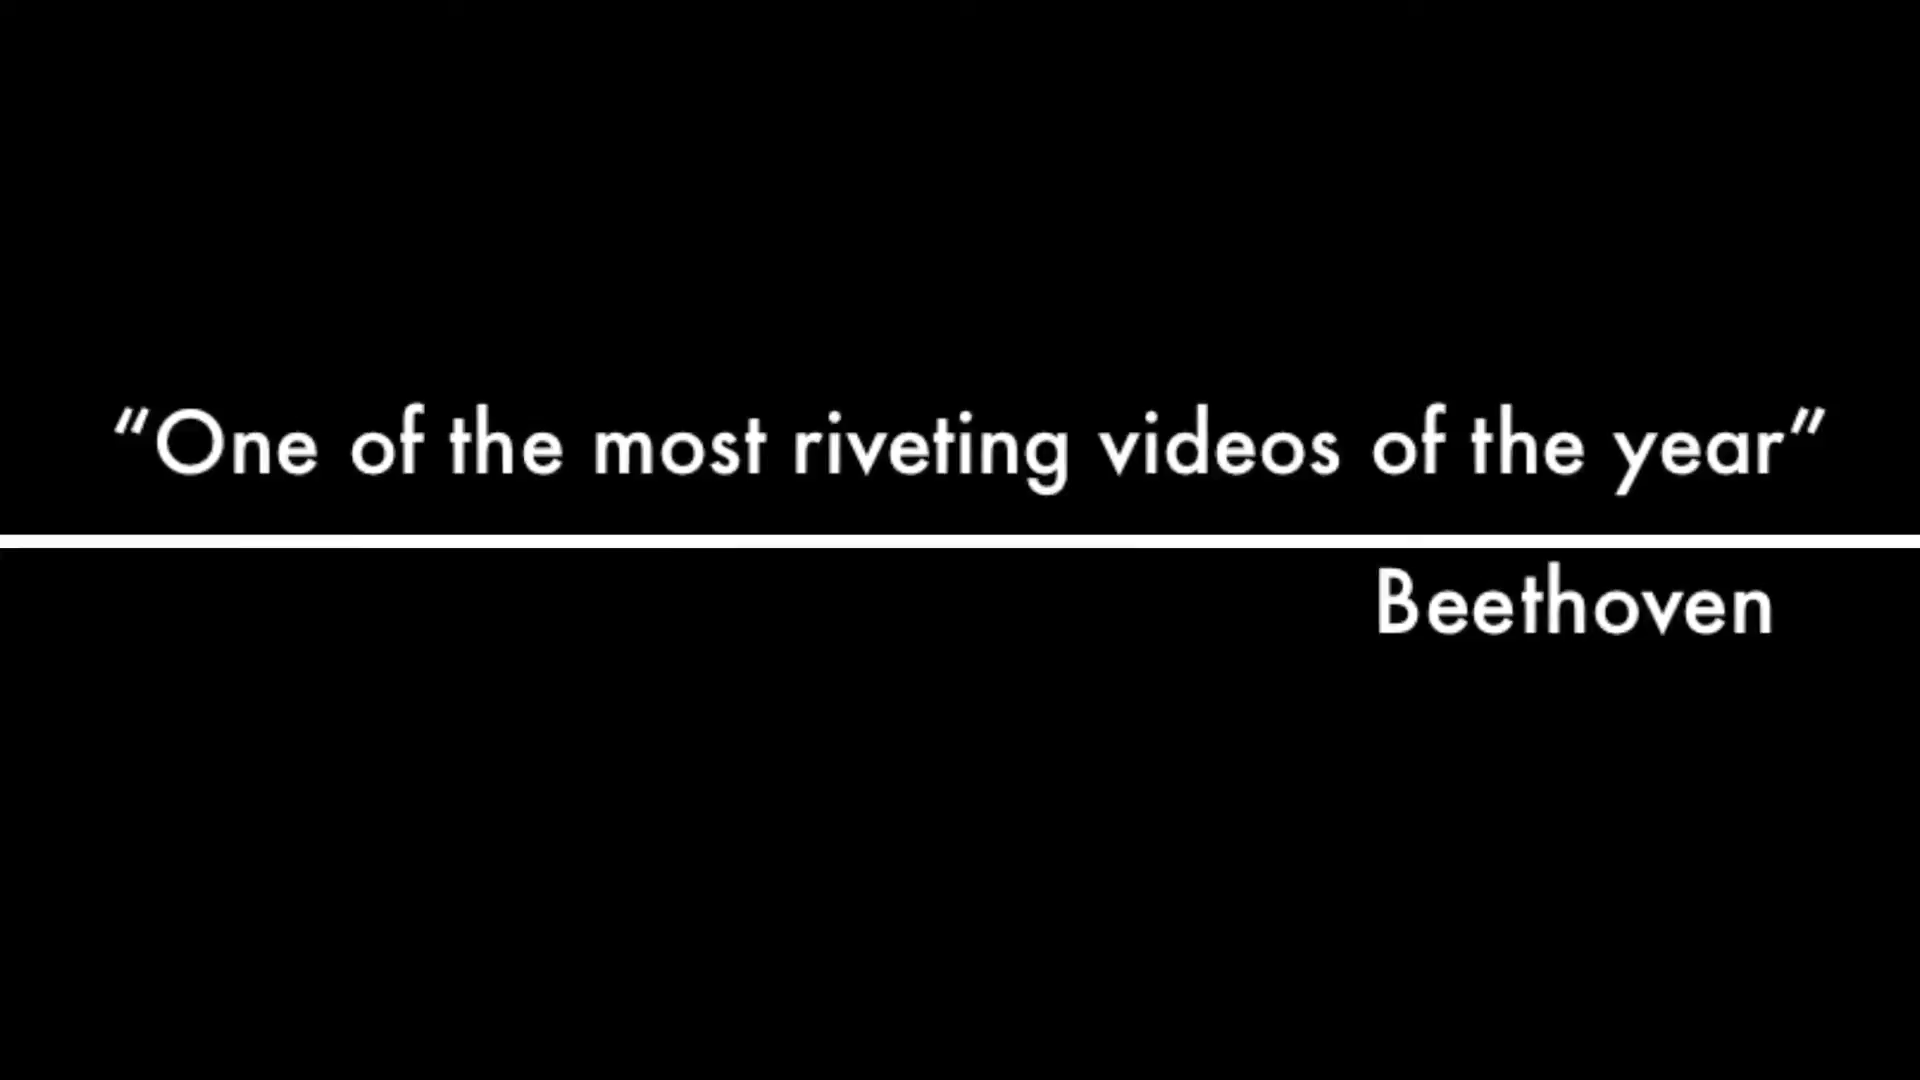 “One of the most riveting videos of the year”
Beethoven